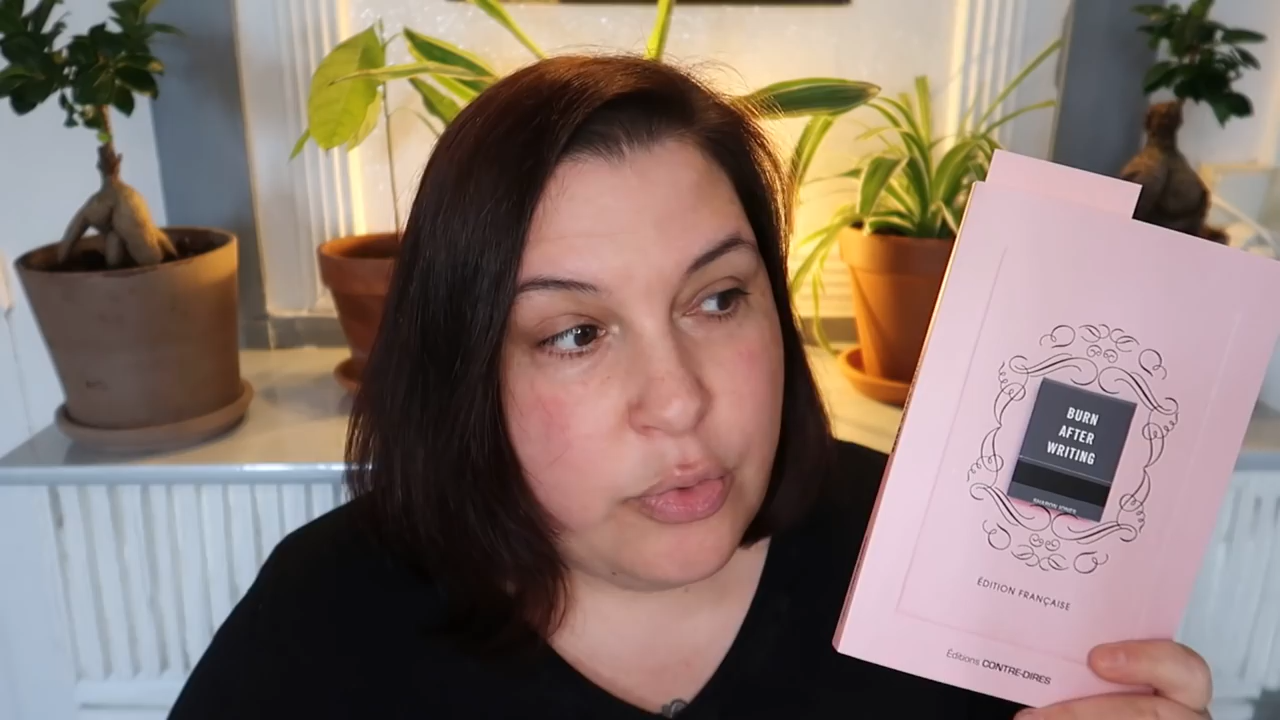 BURN
AFTER
WRITING
SHARON JONES
ÉDITION FRANÇAISE
Éditions CONTRE-DIRES